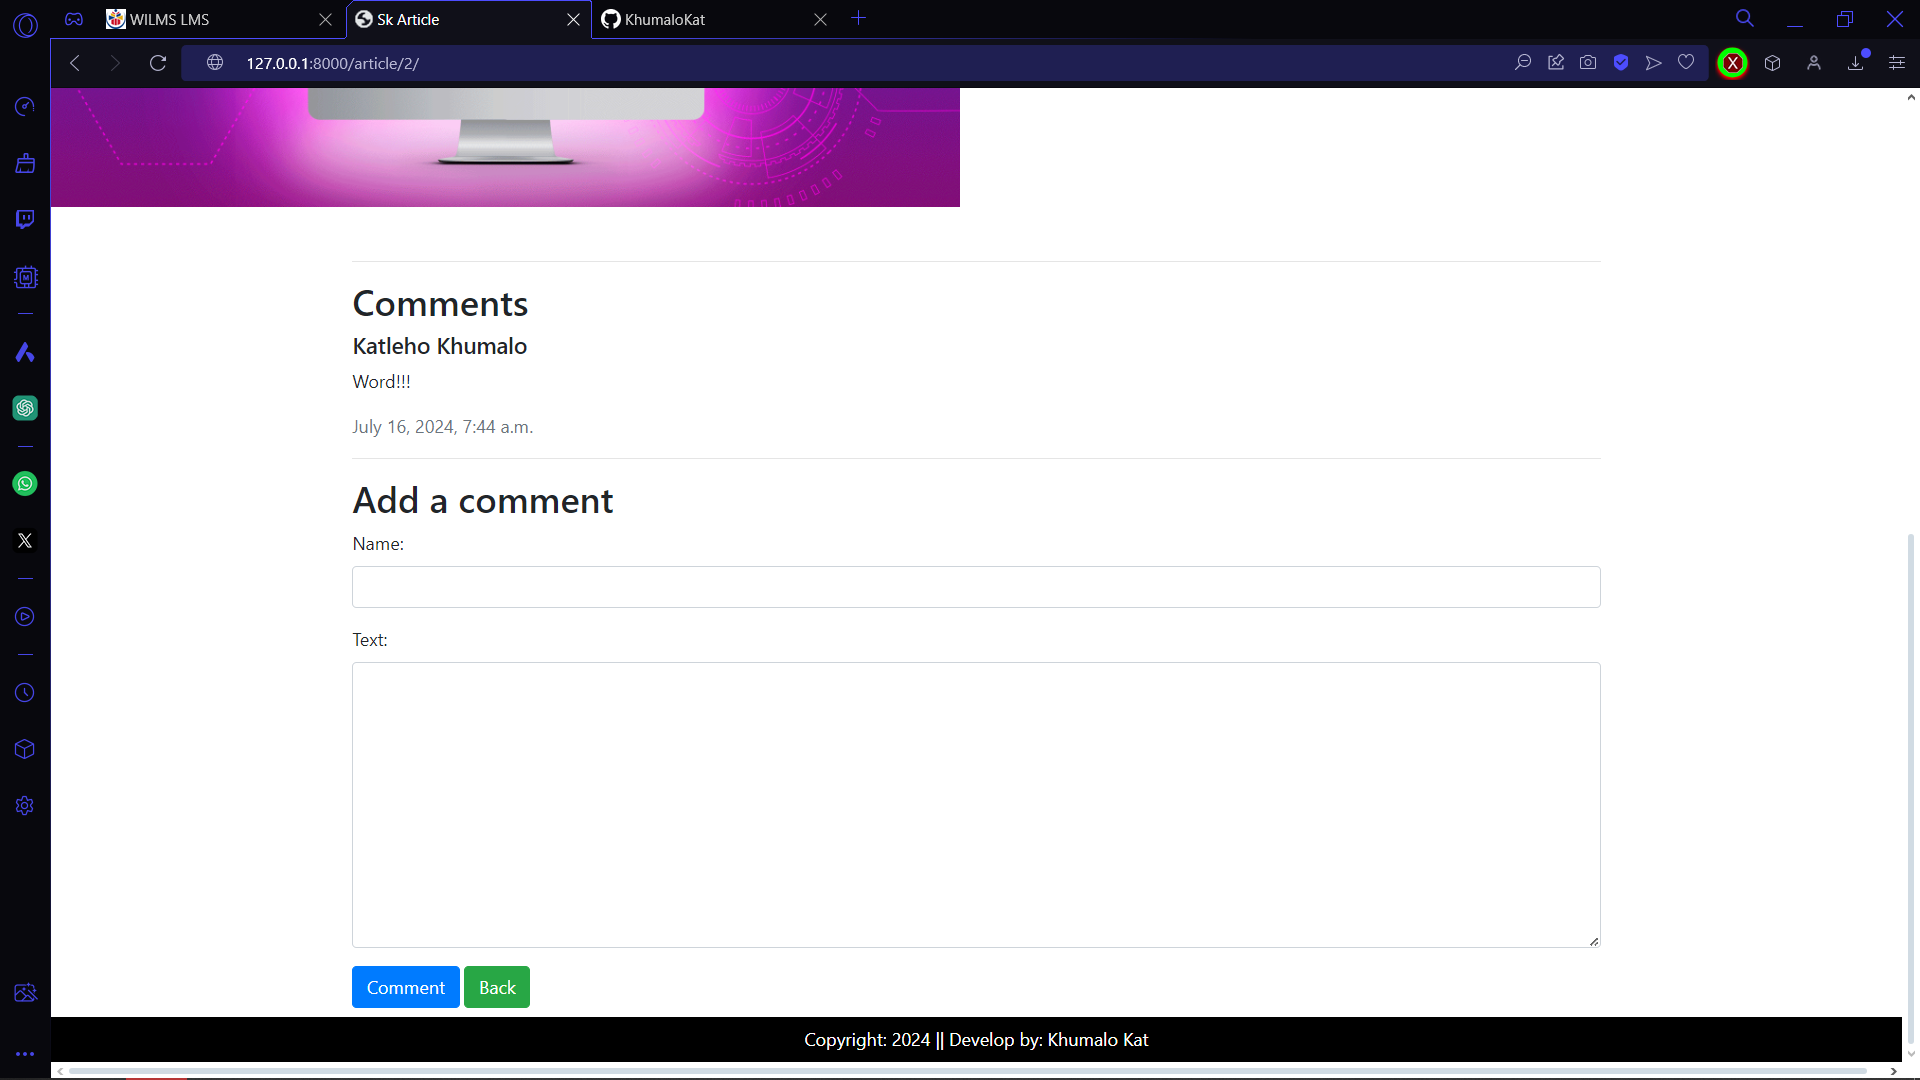 WILMS LMS
Sk Article
KhumaloKat
127.0.0.1:8000/article/2/
Comments
Katleho Khumalo
Word!!!
July 16, 2024, 7:44 a.m.
Add a comment
Name:
Text:
Comment Back
Copyright: 2024 || Develop by: Khumalo Kat